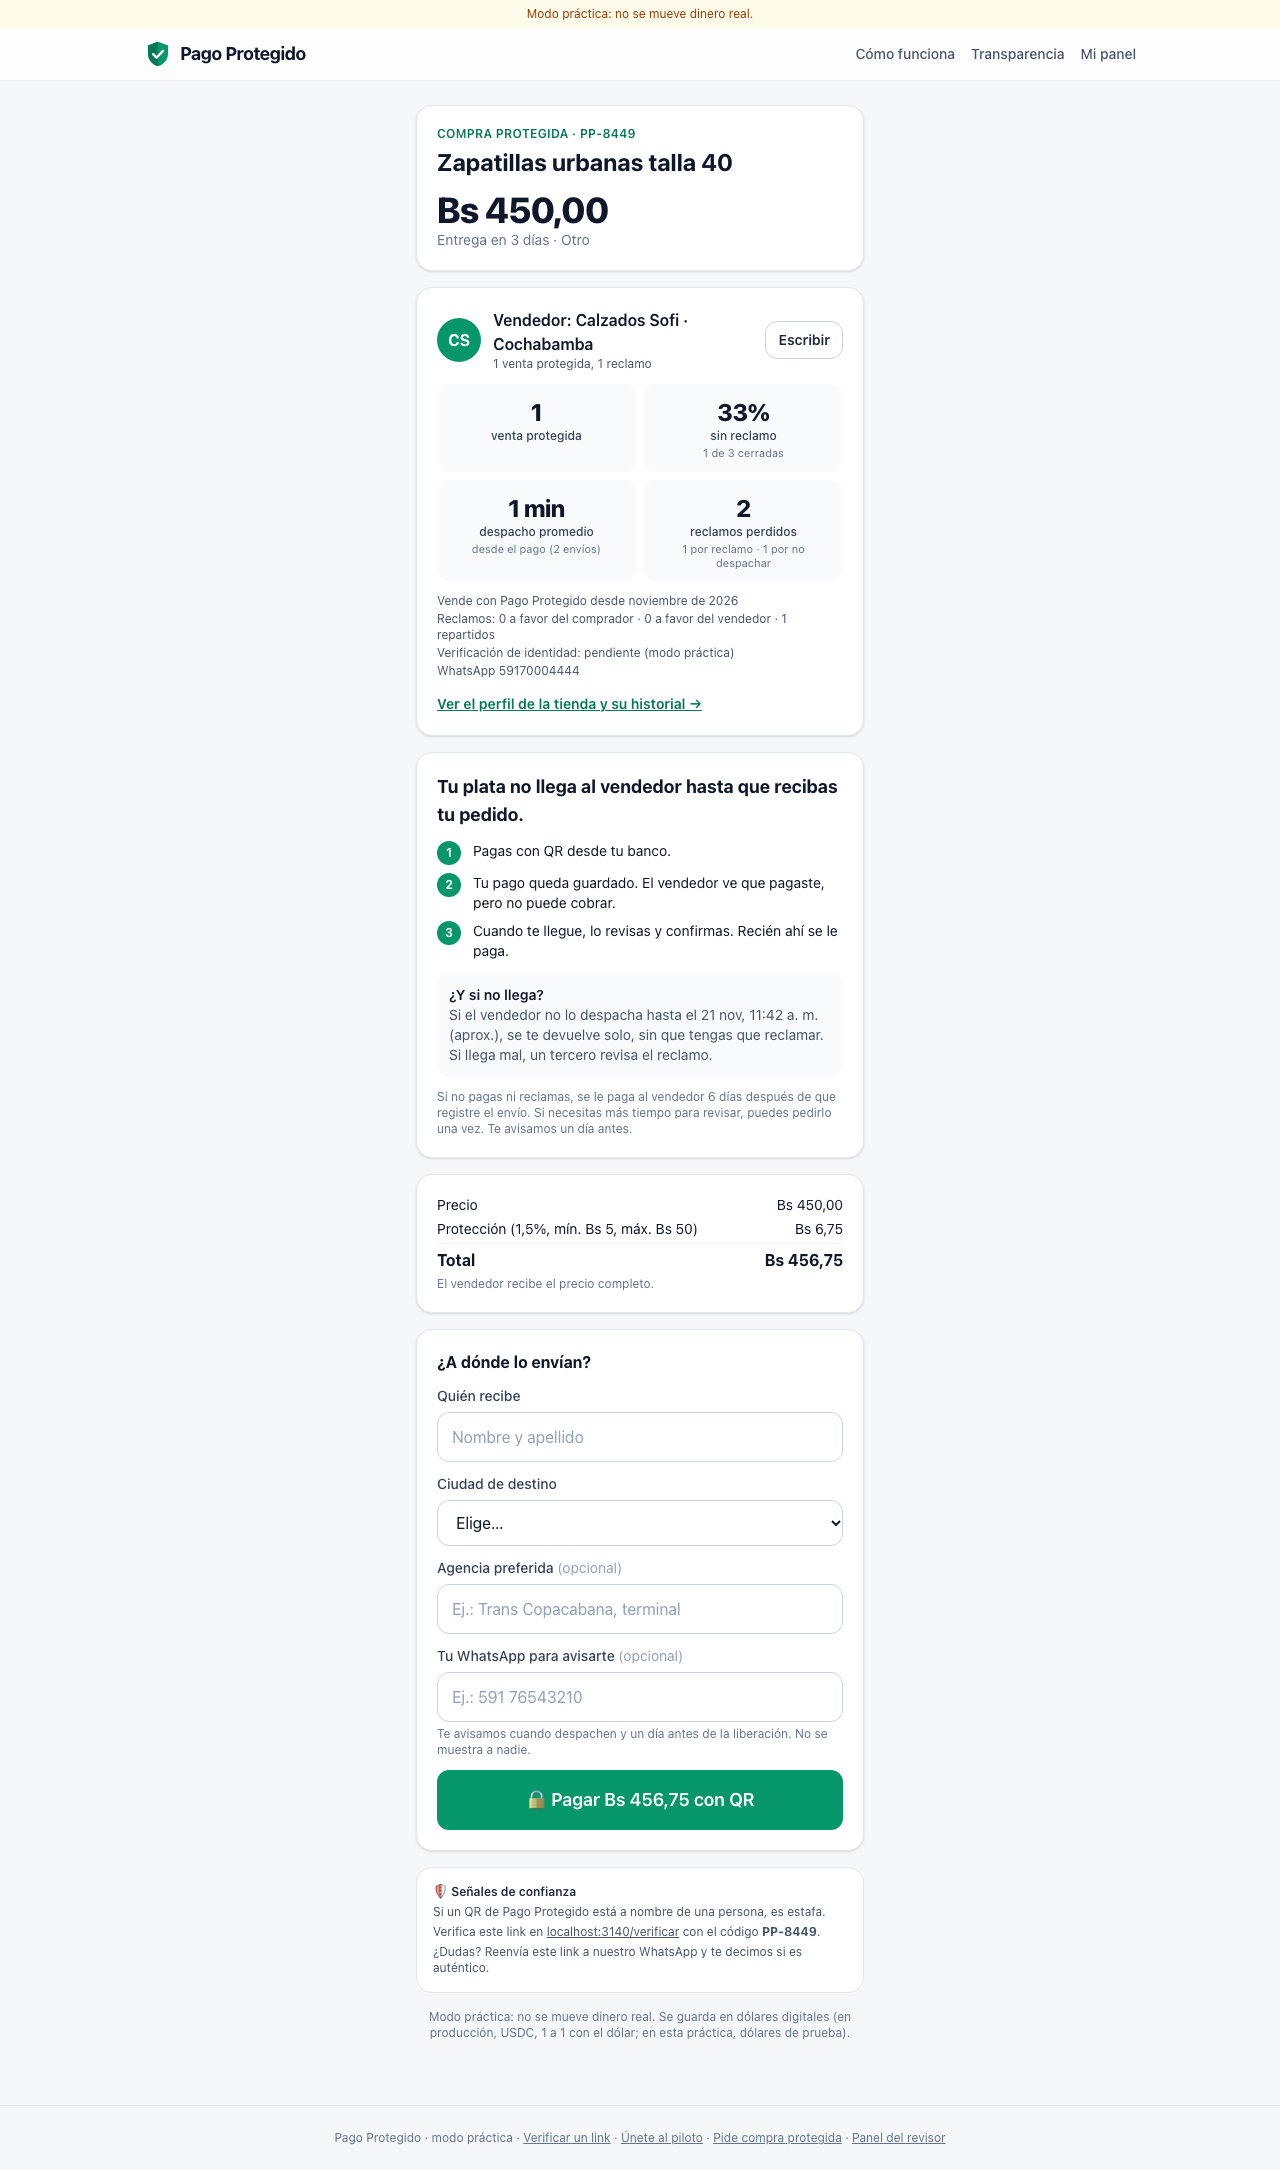 Modo práctica: no se mueve dinero real.
Pago Protegido
Cómo funciona Transparencia Mi panel
COMPRA PROTEGIDA · PP-8449
Zapatillas urbanas talla 40
Bs 450,00
Entrega en 3 días · Otro
CS
Vendedor: Calzados Sofi ·
Cochabamba
1 venta protegida, 1 reclamo
Escribir
1
venta protegida
33%
sin reclamo
1 de 3 cerradas
1 min
despacho promedio
desde el pago (2 envíos)
2
reclamos perdidos
1 por reclamo · 1 por no
despachar
Vende con Pago Protegido desde noviembre de 2026
Reclamos: 0 a favor del comprador · 0 a favor del vendedor · 1
repartidos
Verificación de identidad: pendiente (modo práctica)
WhatsApp 59170004444
Ver el perfil de la tienda y su historial →
Tu plata no llega al vendedor hasta que recibas
tu pedido.
1 Pagas con QR desde tu banco.
2 Tu pago queda guardado. El vendedor ve que pagaste,
pero no puede cobrar.
3 Cuando te llegue, lo revisas y confirmas. Recién ahí se le
paga.
¿Y si no llega?
Si el vendedor no lo despacha hasta el 21 nov, 11:42 a. m.
(aprox.), se te devuelve solo, sin que tengas que reclamar.
Si llega mal, un tercero revisa el reclamo.
Si no pagas ni reclamas, se le paga al vendedor 6 días después de que
registre el envío. Si necesitas más tiempo para revisar, puedes pedirlo
una vez. Te avisamos un día antes.
Precio Bs 450,00
Protección (1,5%, mín. Bs 5, máx. Bs 50) Bs 6,75
Total Bs 456,75
El vendedor recibe el precio completo.
¿A dónde lo envían?
Quién recibe
Nombre y apellido
Ciudad de destino
Elige...
Agencia preferida (opcional)
Ej.: Trans Copacabana, terminal
Tu WhatsApp para avisarte (opcional)
Ej.: 591 76543210
Te avisamos cuando despachen y un día antes de la liberación. No se
muestra a nadie.
Pagar Bs 456,75 con QR
Señales de confianza
Si un QR de Pago Protegido está a nombre de una persona, es estafa.
Verifica este link en localhost:3140/verificar con el código PP-8449.
¿Dudas? Reenvía este link a nuestro WhatsApp y te decimos si es
auténtico.
Modo práctica: no se mueve dinero real. Se guarda en dólares digitales (en
producción, USDC, 1 a 1 con el dólar; en esta práctica, dólares de prueba).
Pago Protegido · modo práctica · Verificar un link · Únete al piloto · Pide compra protegida · Panel del revisor